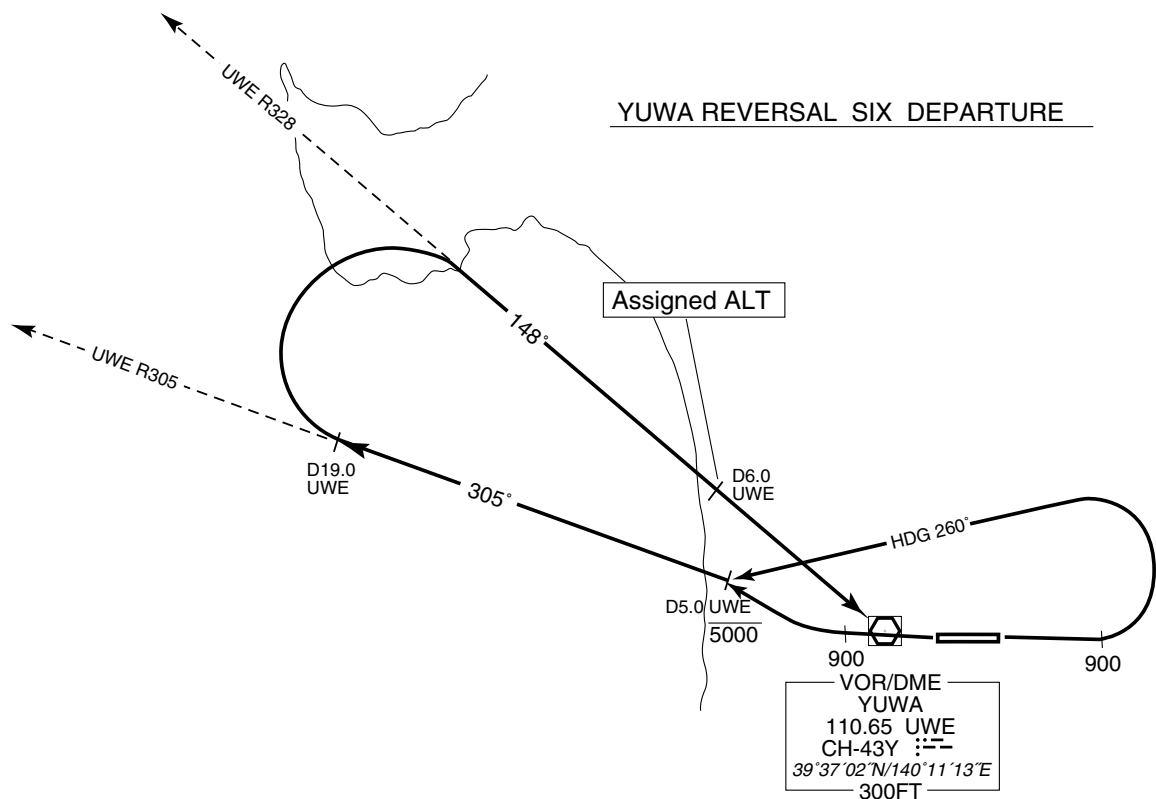 YUWA REVERSAL SIX DEPARTURE
UWE R328
Assigned ALT
148°
UWE R305
D19.0
UWE
305°
D6.0
UWE
HDG 260°
D5.0 UWE
5000
900
900
VOR/DME
YUWA
110.65 UWE
CH-43Y
39°37′02″N/140°11′13″E
300FT